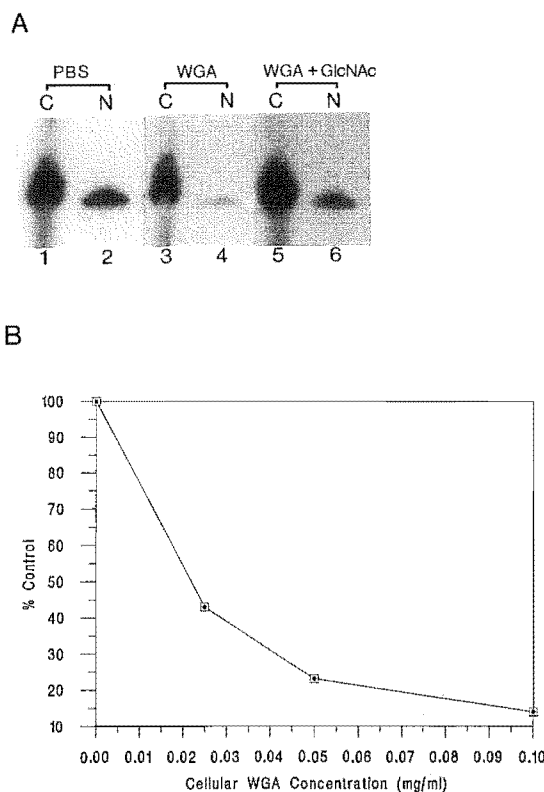 A
PBS WGA WGA + GlcNAc
C N C N C N
1 2 3 4 5 6
B
100
90
80
70
60
50
40
30
20
10
% Control
0.00 0.01 0.02 0.03 0.04 0.05 0.06 0.07 0.08 0.09 0.10
Cellular WGA Concentration (mg/ml)